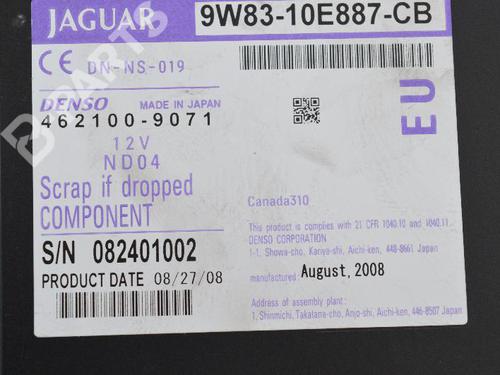 JAGUAR
9W83-10E887-CB
CE DN-NS-019
DENSO MADE IN JAPAN
462100-9071
12V
ND04
EU
Scrap if dropped
COMPONENT
S/N 082401002
PRODUCT DATE 08/27/08
Canada310
This product is complies with 21 CFR 1040.10 and 1040.11.
DENSO CORPORATION
1-1, Showa-cho, Kariya-shi, Aichi-ken, 448-8661 Japan
manufactured: August, 2008
Address of assembly plant:
1, Shinmichi, Takatana-cho, Anjo-shi, Aichi-ken, 446-8507 Japan
B-PARTS